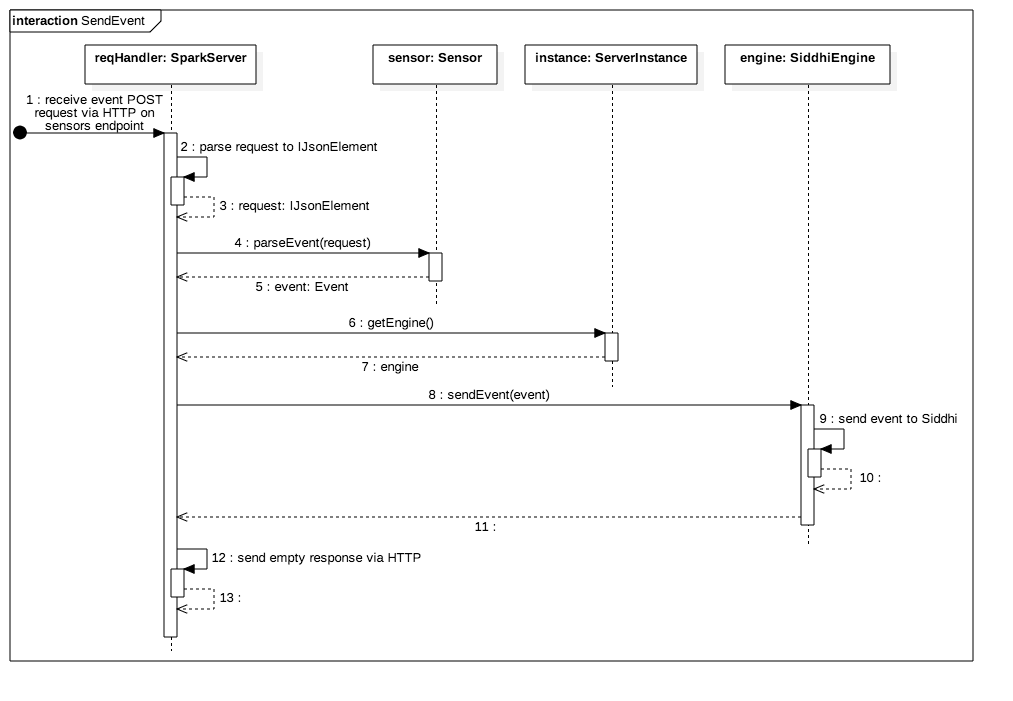 interaction SendEvent
reqHandler: SparkServer
sensor: Sensor
instance: ServerInstance
engine: SiddhiEngine
1 : receive event POST
request via HTTP on
sensors endpoint
2 : parse request to IJsonElement
3 : request: IJsonElement
4 : parseEvent(request)
5 : event: Event
6 : getEngine()
7 : engine
8 : sendEvent(event)
9 : send event to Siddhi
10 :
11 :
12 : send empty response via HTTP
13 :